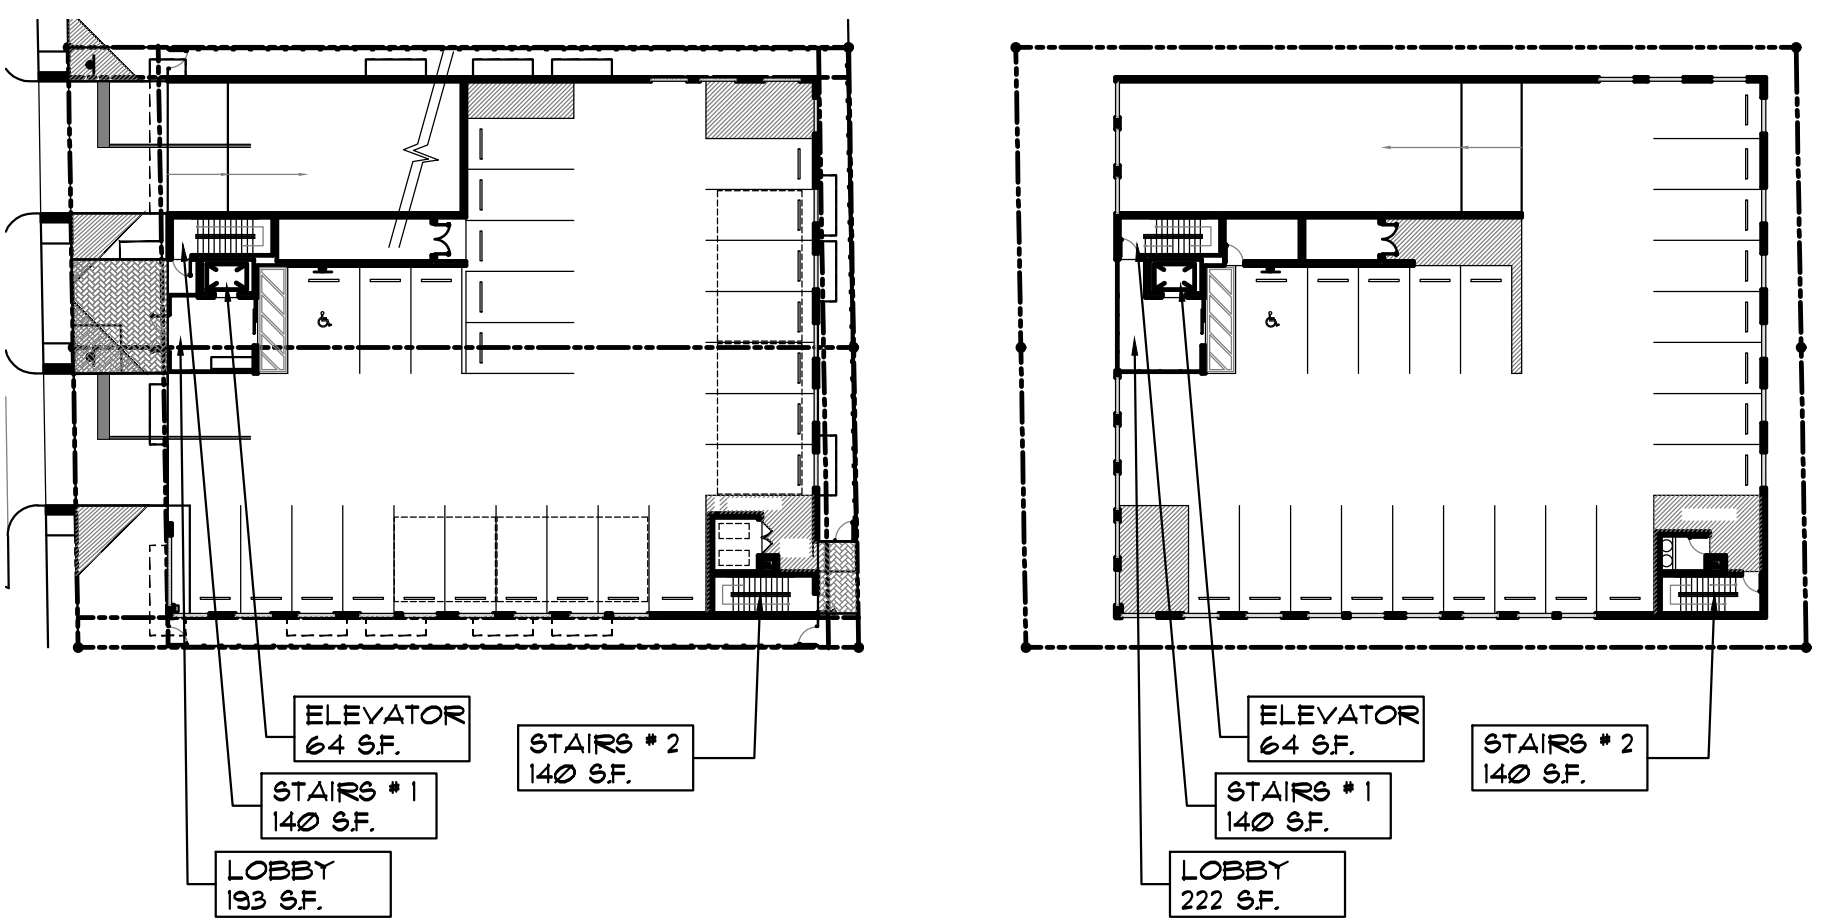 ELEVATOR
64 S.F.
STAIRS # 2
140 S.F.
STAIRS # 1
140 S.F.
LOBBY
193 S.F.
ELEVATOR
64 S.F.
STAIRS # 2
140 S.F.
STAIRS # 1
140 S.F.
LOBBY
222 S.F.